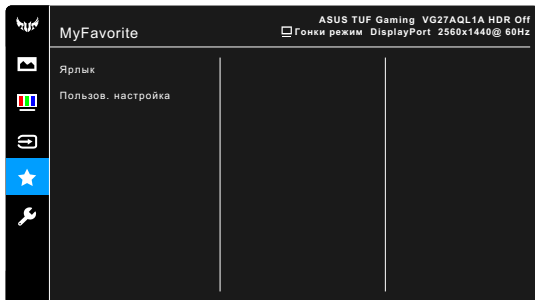 ASUS TUF Gaming VG27AQL1A HDR Off
MyFavorite
Гонки режим DisplayPort 2560x1440@ 60Hz
Ярлык
Пользов. настройка